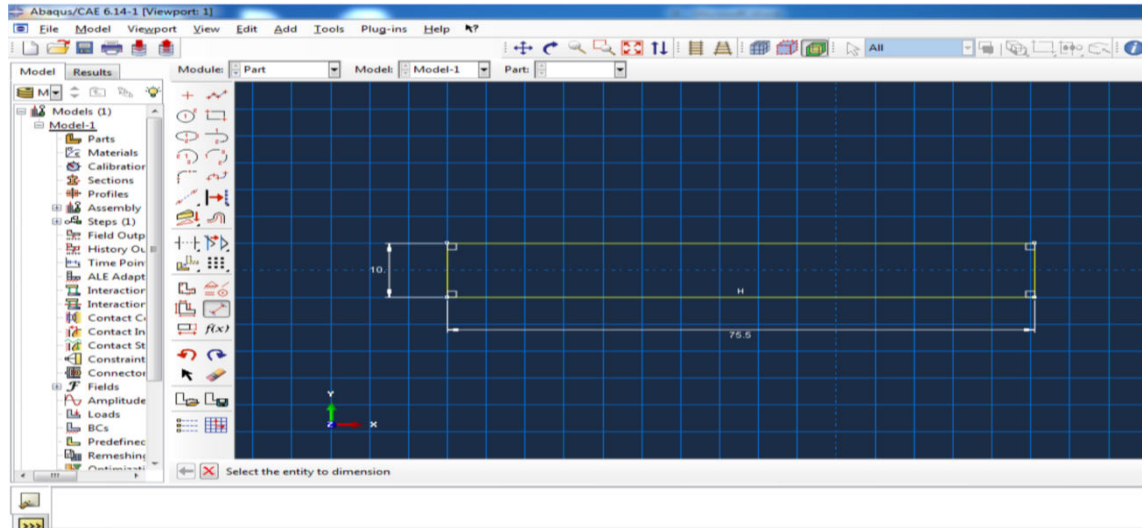 Abaqus/CAE 6.14-1 [Viewport: 1]
File Model Viewport View Edit Add Tools Plug-ins Help
All
Model Results
Module: Part Model: Model-1 Part:
M
Models (1)
Model-1
Parts
Materials
Calibration
Sections
Profiles
Assembly
Steps (1)
Field Outp
History Ou
Time Poin
ALE Adapt
Interaction
Interaction
Contact C
Contact In
Contact St
Constraint
Connector
Fields
Amplitude
Loads
BCs
Predefined
Remeshing
Optimizati
f(x)
10.
H
75.5
Y
Z X
Select the entity to dimension
>>>